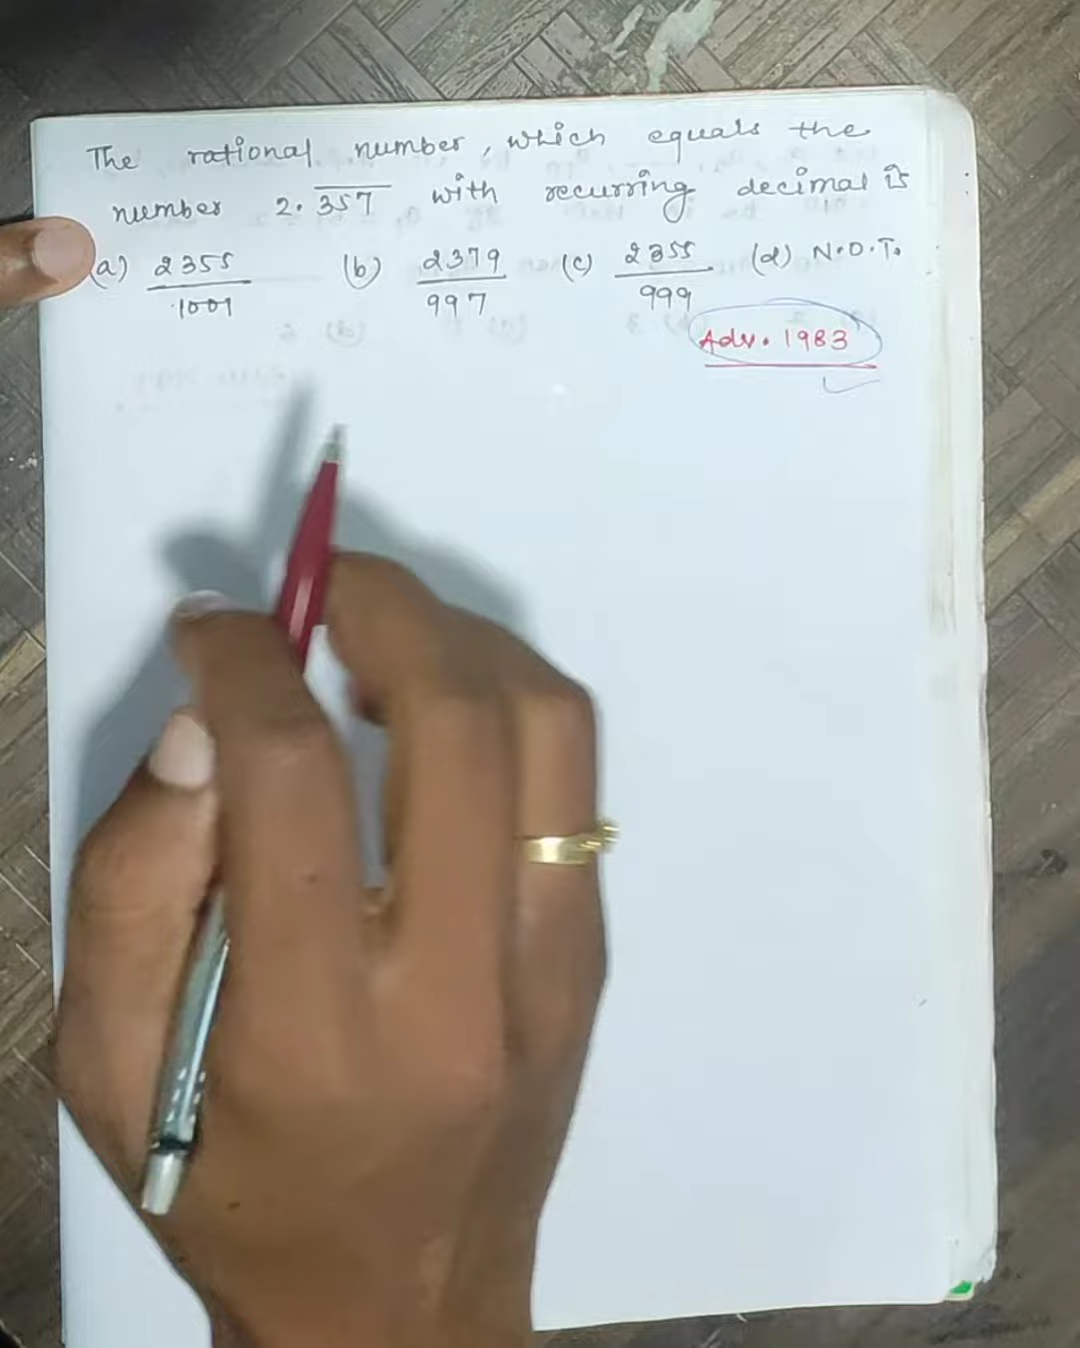 The rational number, which equals the
number 2.\overline{357} with recurring decimal is
(a) 2355/1001 (b) 2379/997 (c) 2355/999 (d) N.O.T.
Adv. 1983